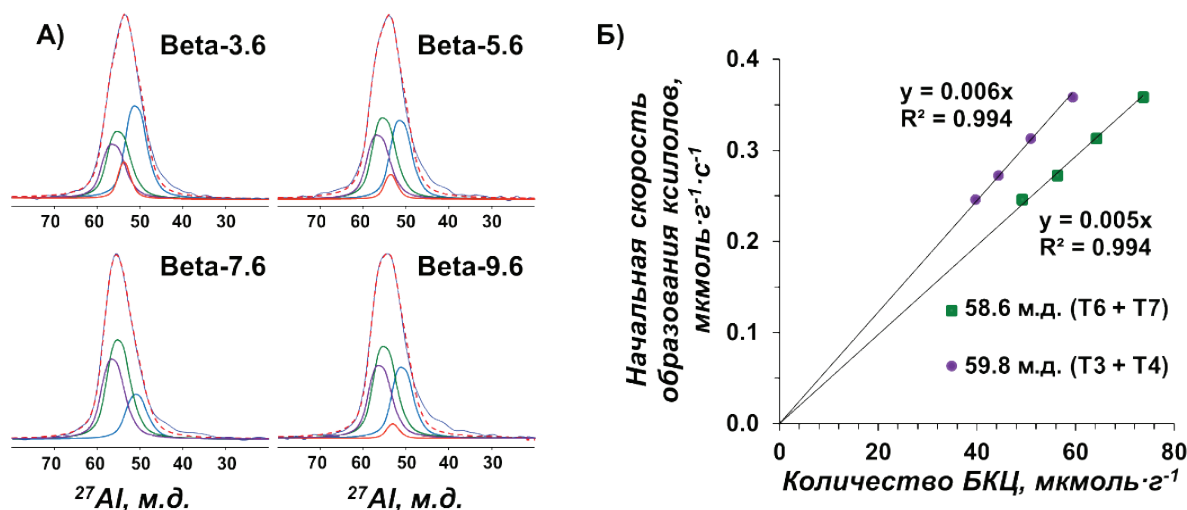 А)
Beta-3.6
Beta-5.6
60 50 40 30
70 60 50 40 30
Beta-7.6
Beta-9.6
70 60 50 40 30
70 60 50 40 30
²⁷Al, м.д.
²⁷Al, м.д.
Б)
Начальная скорость
образования ксилолов,
мкмоль·г⁻¹·с⁻¹
0.4
0.3
0.2
0.1
0.0
y = 0.006x
R² = 0.994
y = 0.005x
R² = 0.994
58.6 м.д. (T6 + T7)
59.8 м.д. (T3 + T4)
0 20 40 60 80
Количество БКЦ, мкмоль·г⁻¹